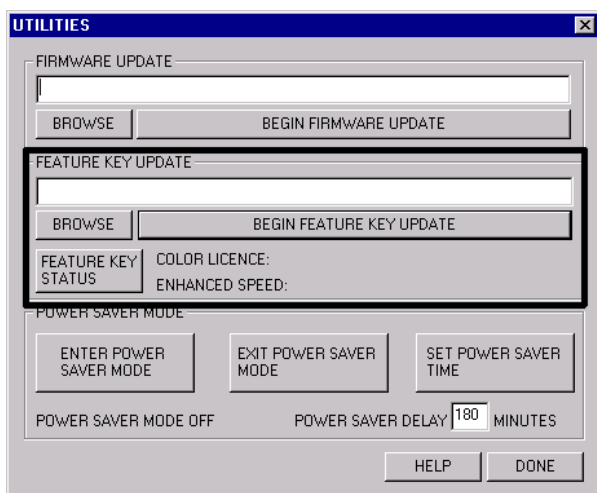 UTILITIES
FIRMWARE UPDATE
BROWSE BEGIN FIRMWARE UPDATE
FEATURE KEY UPDATE
BROWSE BEGIN FEATURE KEY UPDATE
FEATURE KEY STATUS COLOR LICENCE:
ENHANCED SPEED:
POWER SAVER MODE
ENTER POWER SAVER MODE EXIT POWER SAVER MODE SET POWER SAVER TIME
POWER SAVER MODE OFF POWER SAVER DELAY 180 MINUTES
HELP DONE